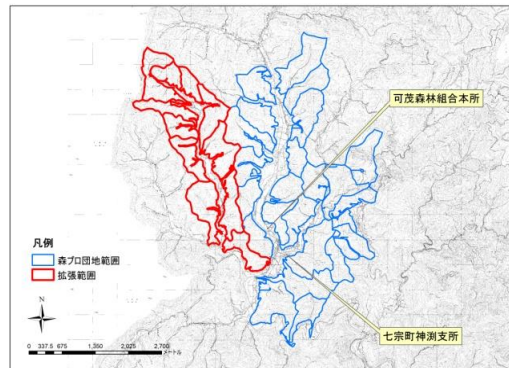 可茂森林組合本所
凡例
森プロ団地範囲
拡張範囲
七宗町神渕支所
N
0 337.5 675 1,350 2,025 2,700
メートル